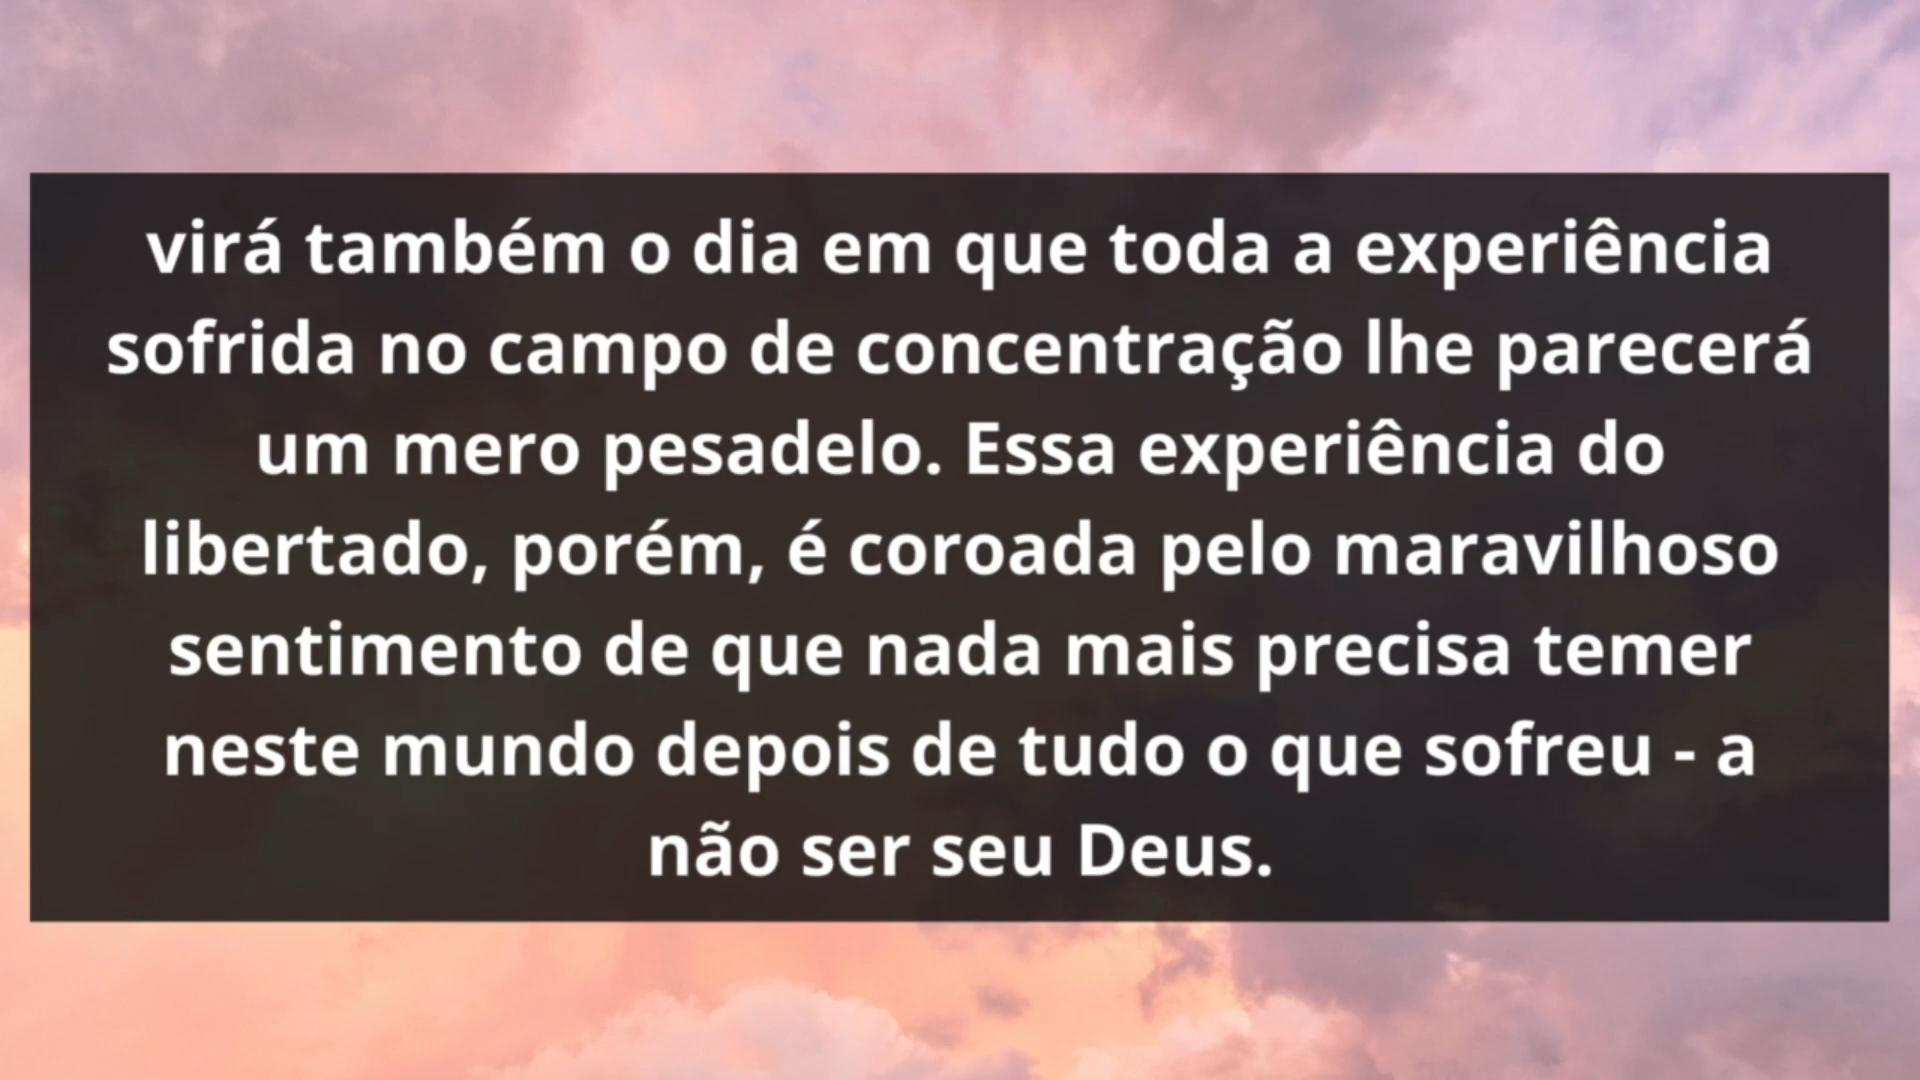 virá também o dia em que toda a experiência
sofrida no campo de concentração lhe parecerá
um mero pesadelo. Essa experiência do
libertado, porém, é coroada pelo maravilhoso
sentimento de que nada mais precisa temer
neste mundo depois de tudo o que sofreu - a
não ser seu Deus.